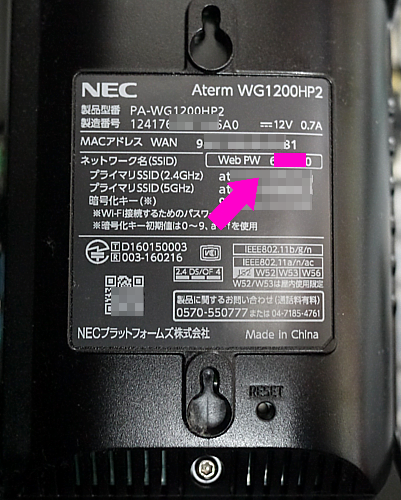 NEC Aterm WG1200HP2
製品型番 PA-WG1200HP2
製造番号 12V 0.7A
MACアドレス WAN
ネットワーク名(SSID) Web PW
プライマリSSID(2.4GHz)
プライマリSSID(5GHz)
暗号化キー(※)
※Wi-Fi接続するためのパスワ
※暗号化キー初期値は0~9、a を使用
T D160150003
R 003-160216
IEEE802.11b/g/n
IEEE802.11a/n/ac
2.4 DS/OF 4
J52 W52 W53 W56
W52/W53は屋内使用限定
製品に関するお問い合わせ(通話料有料)
0570-550777 または 04-7185-4761
NECプラットフォームズ株式会社 Made in China
RESET